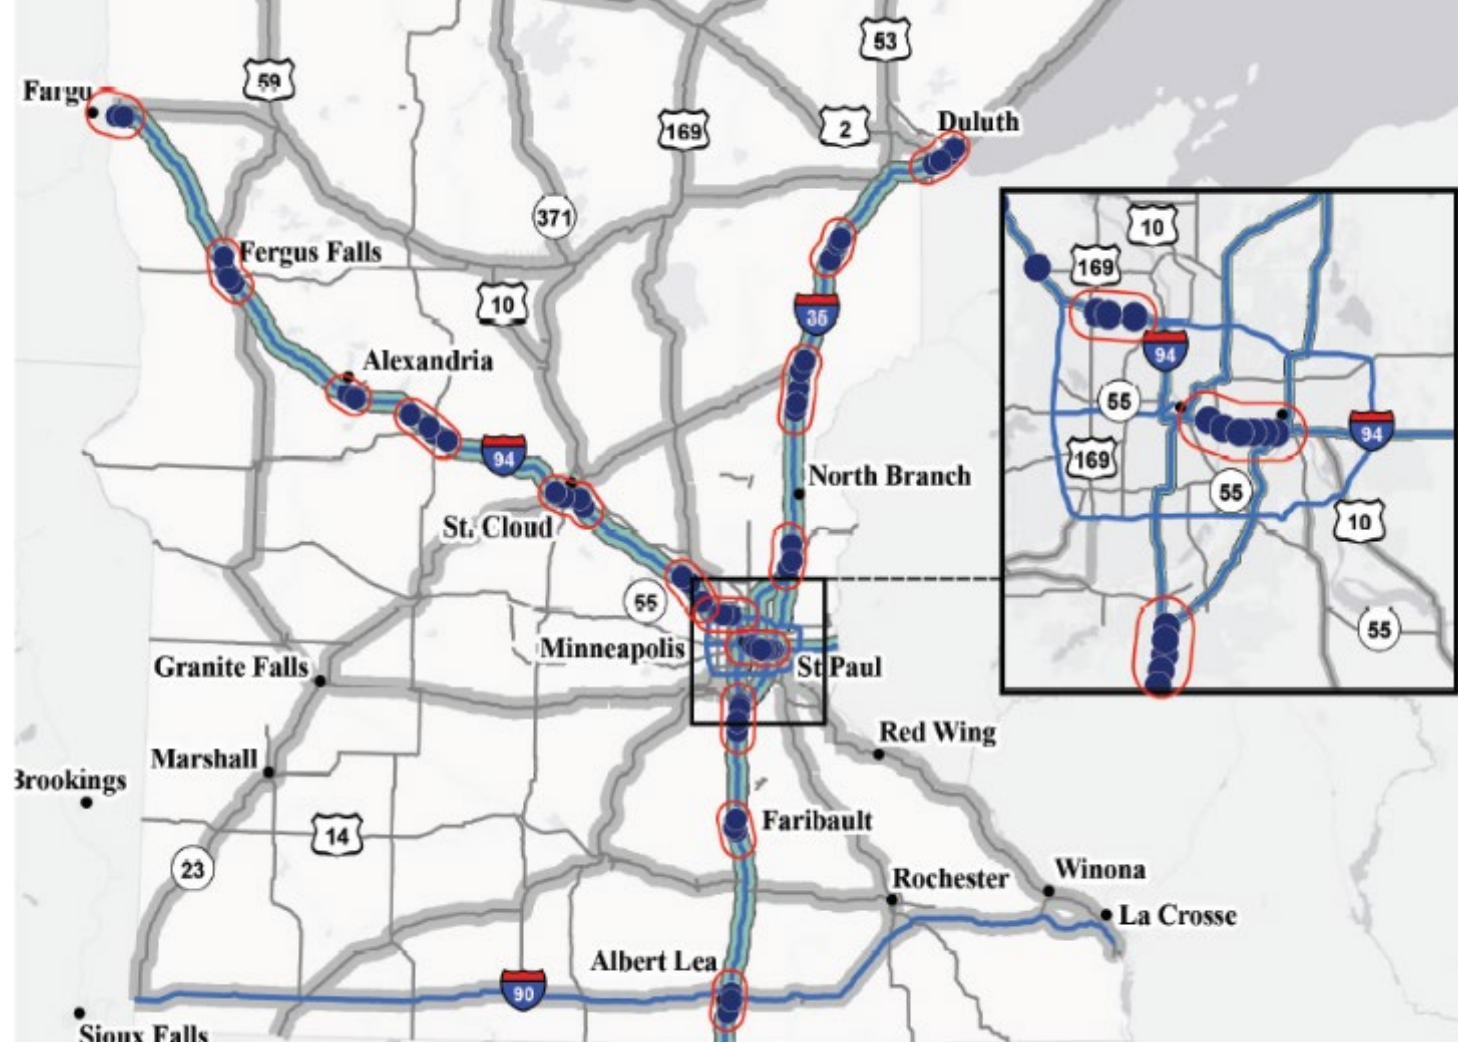 53
59
Fargu
169
2
Duluth
371
10
169
Fergus Falls
10
35
94
Alexandria
55
94
94
169
North Branch
55
10
St. Cloud
55
55
Minneapolis
St Paul
Granite Falls
Red Wing
Marshall
Brookings
Faribault
14
23
Rochester
Winona
La Crosse
Albert Lea
90
Sioux Falls